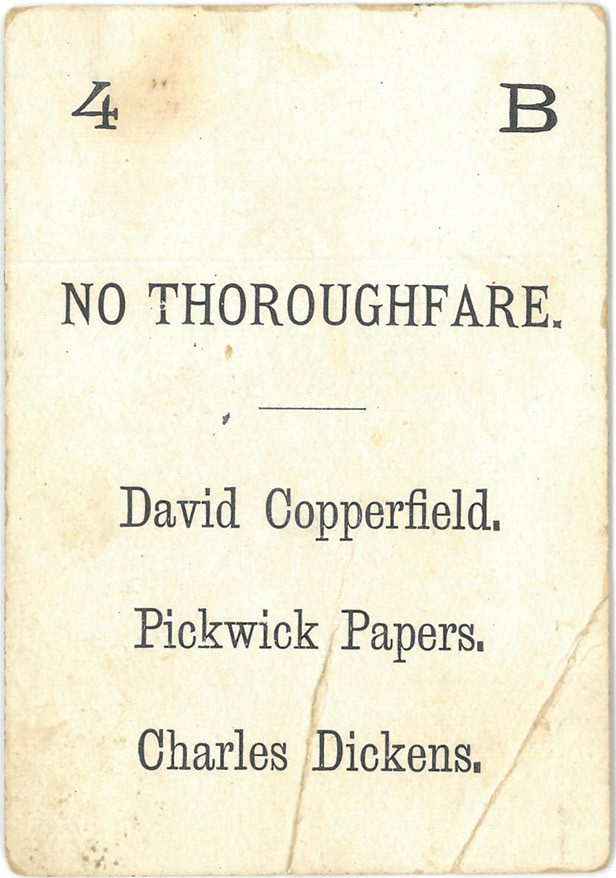 4 B
NO THOROUGHFARE.
David Copperfield.
Pickwick Papers.
Charles Dickens.